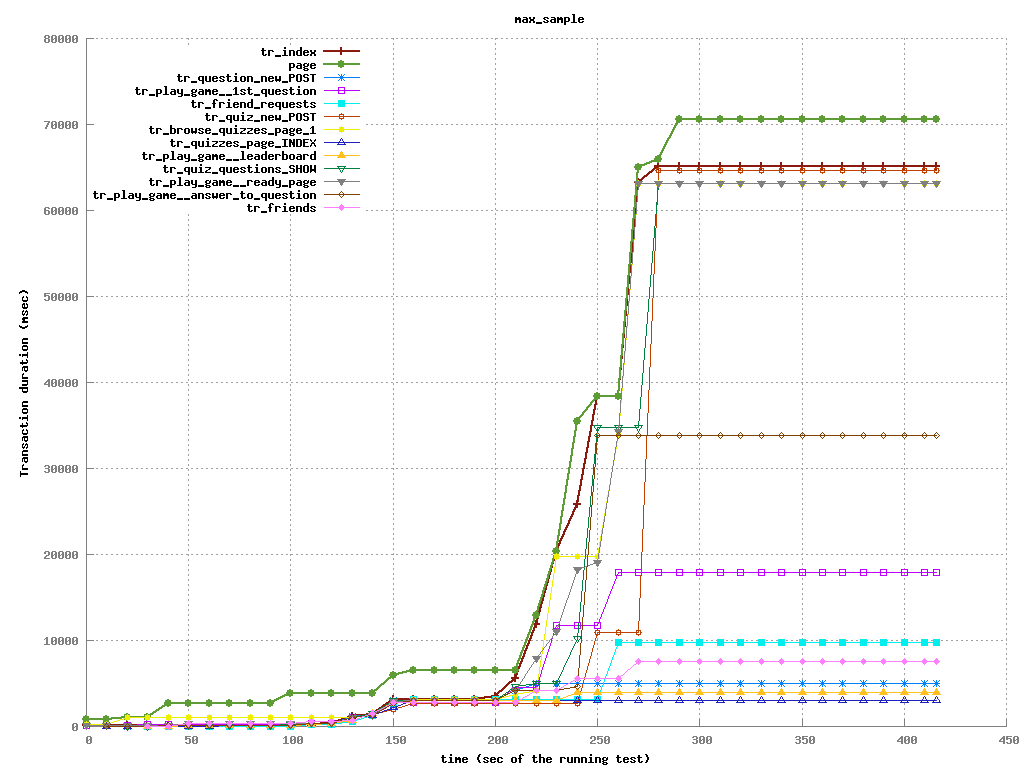 max_sample
80000
70000
60000
50000
40000
30000
20000
10000
0
Transaction duration (msec)
tr_index
page
tr_question_new_POST
tr_play_game__1st_question
tr_friend_requests
tr_quiz_new_POST
tr_browse_quizzes_page_1
tr_quizzes_page_INDEX
tr_play_game__leaderboard
tr_quiz_questions_SHOW
tr_play_game__ready_page
tr_play_game__answer_to_question
tr_friends
0 50 100 150 200 250 300 350 400 450
time (sec of the running test)